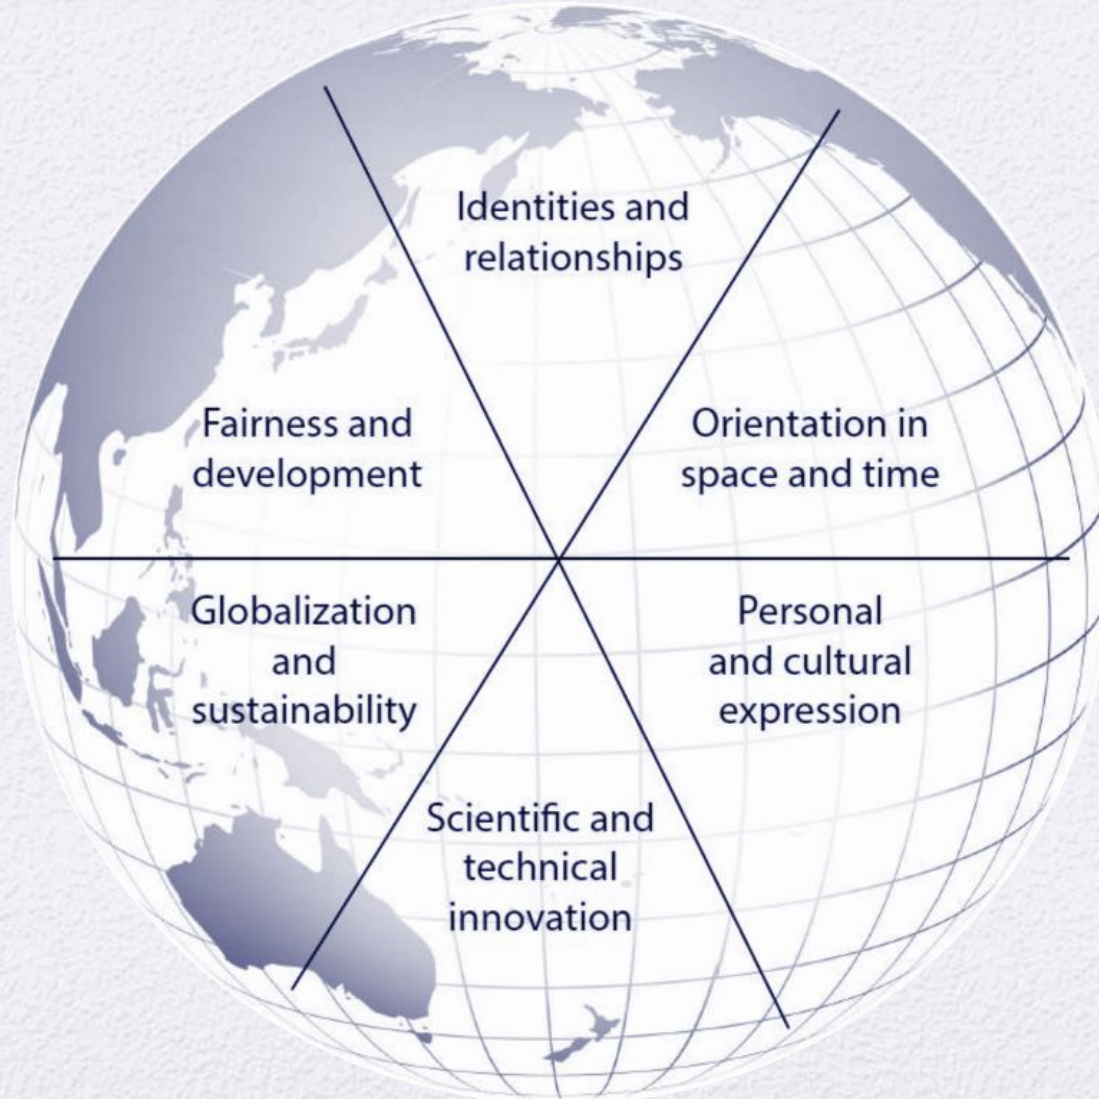 Identities and
relationships
Fairness and
development
Orientation in
space and time
Globalization
and
sustainability
Personal
and cultural
expression
Scientific and
technical
innovation